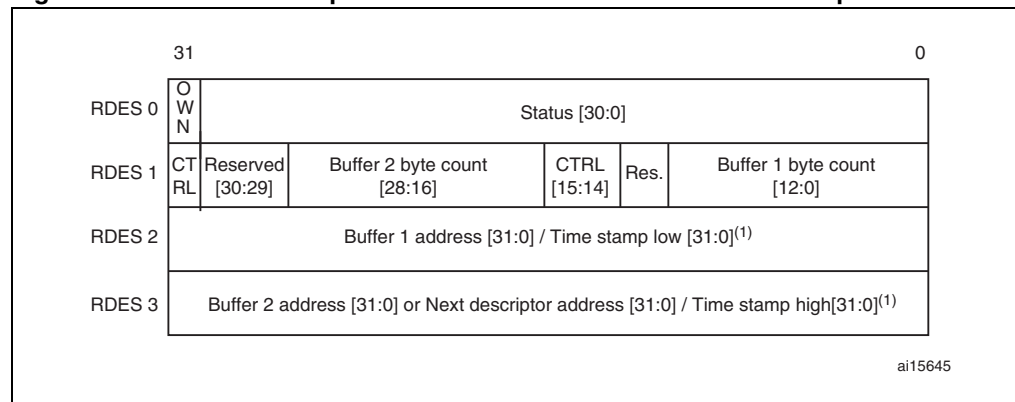 31 0
RDES 0
O
W
N
Status [30:0]
RDES 1
CT
RL
Reserved
[30:29]
Buffer 2 byte count
[28:16]
CTRL
[15:14]
Res.
Buffer 1 byte count
[12:0]
RDES 2
Buffer 1 address [31:0] / Time stamp low [31:0](1)
RDES 3
Buffer 2 address [31:0] or Next descriptor address [31:0] / Time stamp high[31:0](1)
ai15645